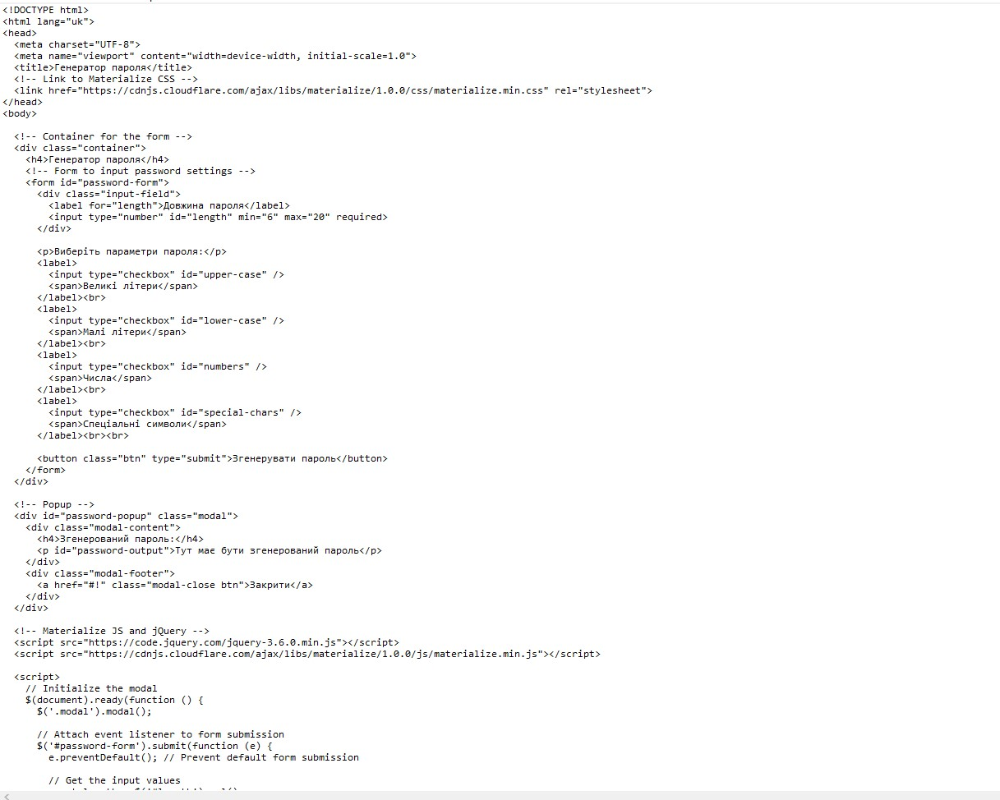 <!DOCTYPE html>
<html lang="uk">
<head>
  <meta charset="UTF-8">
  <meta name="viewport" content="width=device-width, initial-scale=1.0">
  <title>Генератор пароля</title>
  <!-- Link to Materialize CSS -->
  <link href="https://cdnjs.cloudflare.com/ajax/libs/materialize/1.0.0/css/materialize.min.css" rel="stylesheet">
</head>
<body>

  <!-- Container for the form -->
  <div class="container">
    <h4>Генератор пароля</h4>
    <!-- Form to input password settings -->
    <form id="password-form">
      <div class="input-field">
        <label for="length">Довжина пароля</label>
        <input type="number" id="length" min="6" max="20" required>
      </div>

      <p>Виберіть параметри пароля:</p>
      <label>
        <input type="checkbox" id="upper-case" />
        <span>Великі літери</span>
      </label><br>
      <label>
        <input type="checkbox" id="lower-case" />
        <span>Малі літери</span>
      </label><br>
      <label>
        <input type="checkbox" id="numbers" />
        <span>Числа</span>
      </label><br>
      <label>
        <input type="checkbox" id="special-chars" />
        <span>Спеціальні символи</span>
      </label><br><br>

      <button class="btn" type="submit">Згенерувати пароль</button>
    </form>
  </div>

  <!-- Popup -->
  <div id="password-popup" class="modal">
    <div class="modal-content">
      <h4>Згенерований пароль:</h4>
      <p id="password-output">Тут має бути згенерований пароль</p>
    </div>
    <div class="modal-footer">
      <a href="#!" class="modal-close btn">Закрити</a>
    </div>
  </div>

  <!-- Materialize JS and jQuery -->
  <script src="https://code.jquery.com/jquery-3.6.0.min.js"></script>
  <script src="https://cdnjs.cloudflare.com/ajax/libs/materialize/1.0.0/js/materialize.min.js"></script>

  <script>
    // Initialize the modal
    $(document).ready(function () {
      $('.modal').modal();

      // Attach event listener to form submission
      $('#password-form').submit(function (e) {
        e.preventDefault(); // Prevent default form submission

        // Get the input values